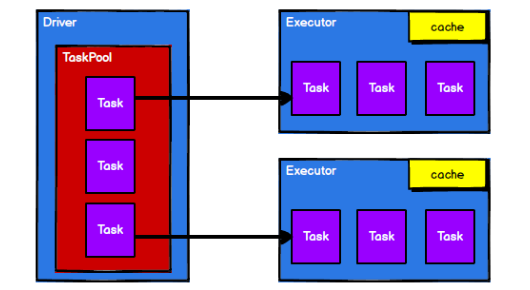 Driver
TaskPool
Task
Task
Task
Executor
cache
Task
Task
Task
Executor
cache
Task
Task
Task